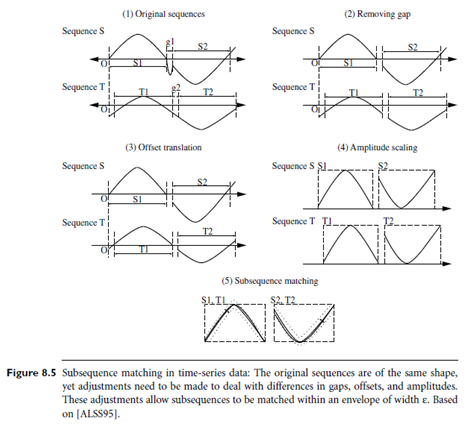 (1) Original sequences
Sequence S
g1
S2
O
S1
Sequence T
T1
g2
T2
O
(2) Removing gap
Sequence S
S2
O
S1
Sequence T
T1
T2
O
(3) Offset translation
Sequence S
S2
O
S1
Sequence T
T2
O
T1
(4) Amplitude scaling
Sequence S S1 S2
Sequence T T1 T2
(5) Subsequence matching
S1, T1 S2, T2
Figure 8.5 Subsequence matching in time-series data: The original sequences are of the same shape,
yet adjustments need to be made to deal with differences in gaps, offsets, and amplitudes.
These adjustments allow subsequences to be matched within an envelope of width ε. Based
on [ALSS95].